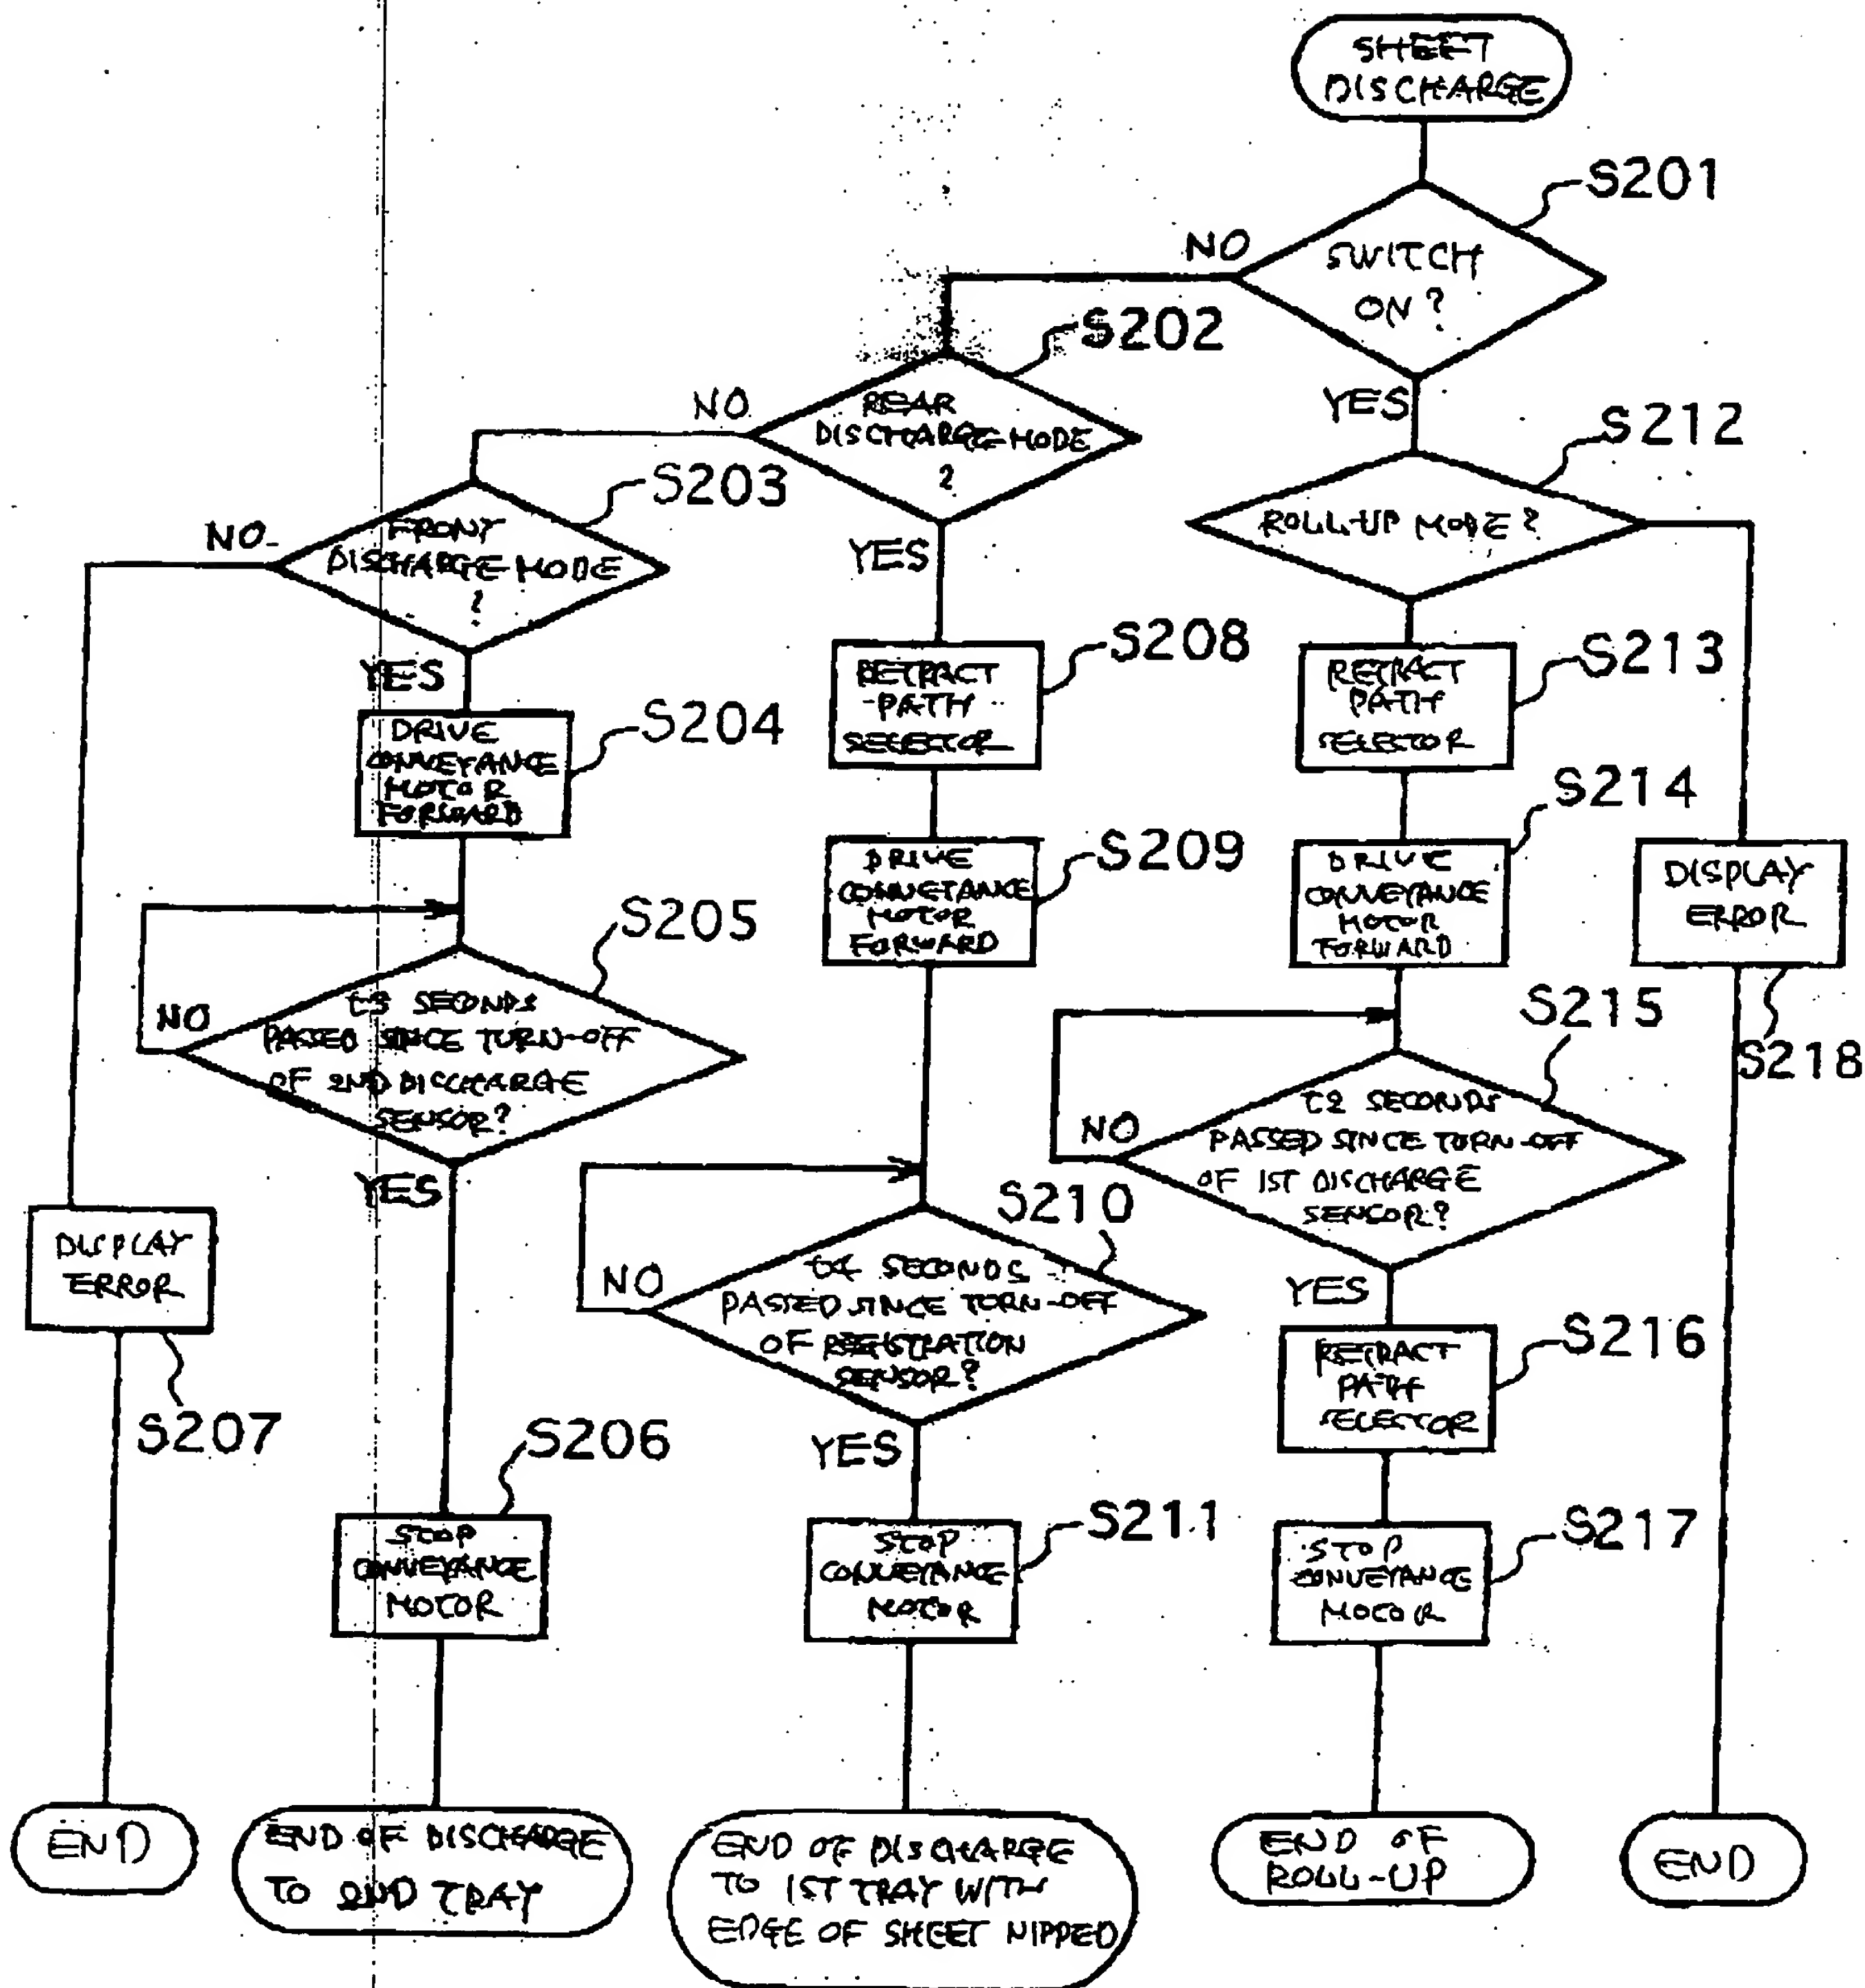 SHEET
DISCHARGE
S201
NO
SWITCH
ON?
S202
NO
REAR
DISCHARGE MODE
?
YES
S212
S203
NO
FRONT
DISCHARGE MODE
?
YES
ROLL-UP MODE?
YES
S208
RETRACT
PATH
SELECTOR
S213
RETRACT
PATH
SELECTOR
S204
DRIVE
CONVEYANCE
MOTOR
FORWARD
S209
DRIVE
CONVEYANCE
MOTOR
FORWARD
S214
DRIVE
CONVEYANCE
MOTOR
FORWARD
DISPLAY
ERROR
S218
S205
NO
t3 SECONDS
PASSED SINCE TURN-OFF
OF 2ND DISCHARGE
SENSOR?
YES
S215
NO
t2 SECONDS
PASSED SINCE TURN-OFF
OF 1ST DISCHARGE
SENSOR?
YES
S210
NO
t4 SECONDS
PASSED SINCE TURN-OFF
OF REGISTRATION
SENSOR?
YES
DISPLAY
ERROR
S207
S216
RETRACT
PATH
SELECTOR
S206
STOP
CONVEYANCE
MOTOR
S211
STOP
CONVEYANCE
MOTOR
S217
STOP
CONVEYANCE
MOTOR
END
END OF DISCHARGE
TO 2ND TRAY
END OF DISCHARGE
TO 1ST TRAY WITH
EDGE OF SHEET NIPPED
END OF
ROLL-UP
END